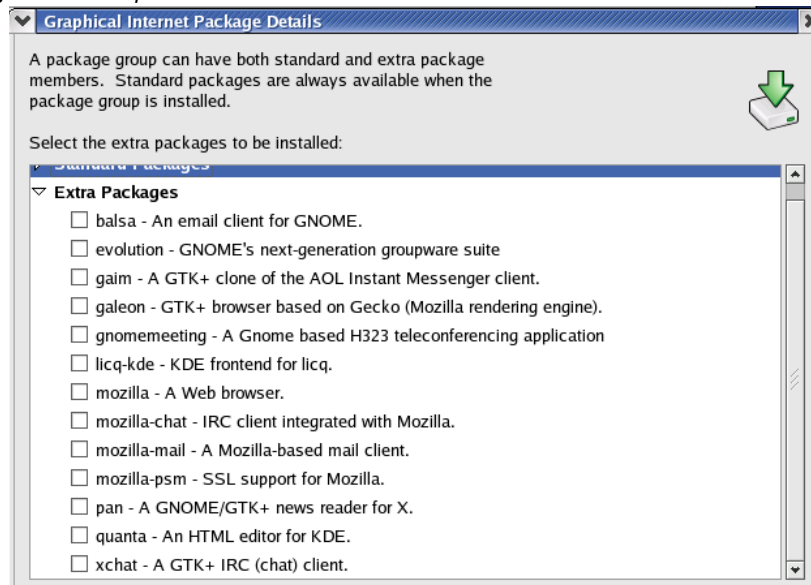 Graphical Internet Package Details
A package group can have both standard and extra package
members. Standard packages are always available when the
package group is installed.
Select the extra packages to be installed:
Standard Packages
Extra Packages
balsa - An email client for GNOME.
evolution - GNOME's next-generation groupware suite
gaim - A GTK+ clone of the AOL Instant Messenger client.
galeon - GTK+ browser based on Gecko (Mozilla rendering engine).
gnomemeeting - A Gnome based H323 teleconferencing application
licq-kde - KDE frontend for licq.
mozilla - A Web browser.
mozilla-chat - IRC client integrated with Mozilla.
mozilla-mail - A Mozilla-based mail client.
mozilla-psm - SSL support for Mozilla.
pan - A GNOME/GTK+ news reader for X.
quanta - An HTML editor for KDE.
xchat - A GTK+ IRC (chat) client.